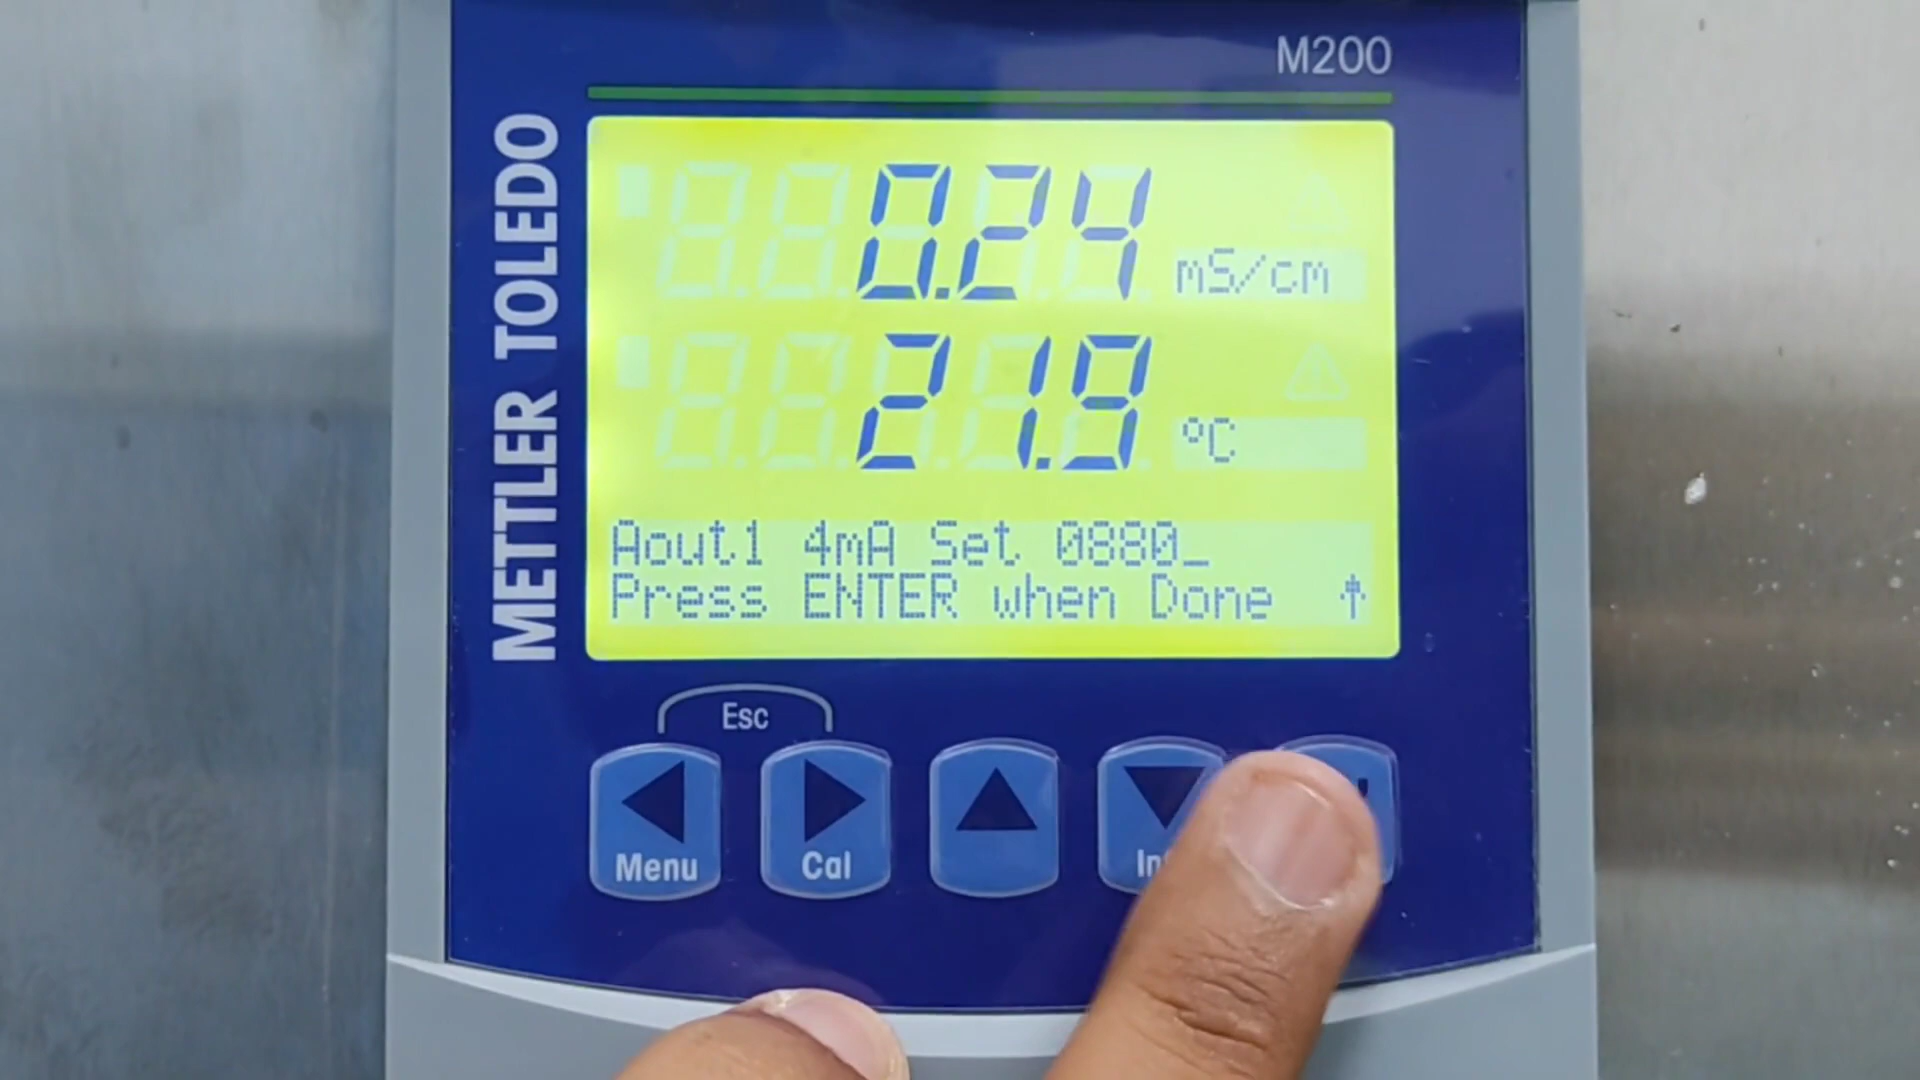 M200
METTLER TOLEDO
0.24 mS/cm
21.9 °C
Aout1 4mA Set 0880_
Press ENTER when Done ↑
Esc
Menu
Cal